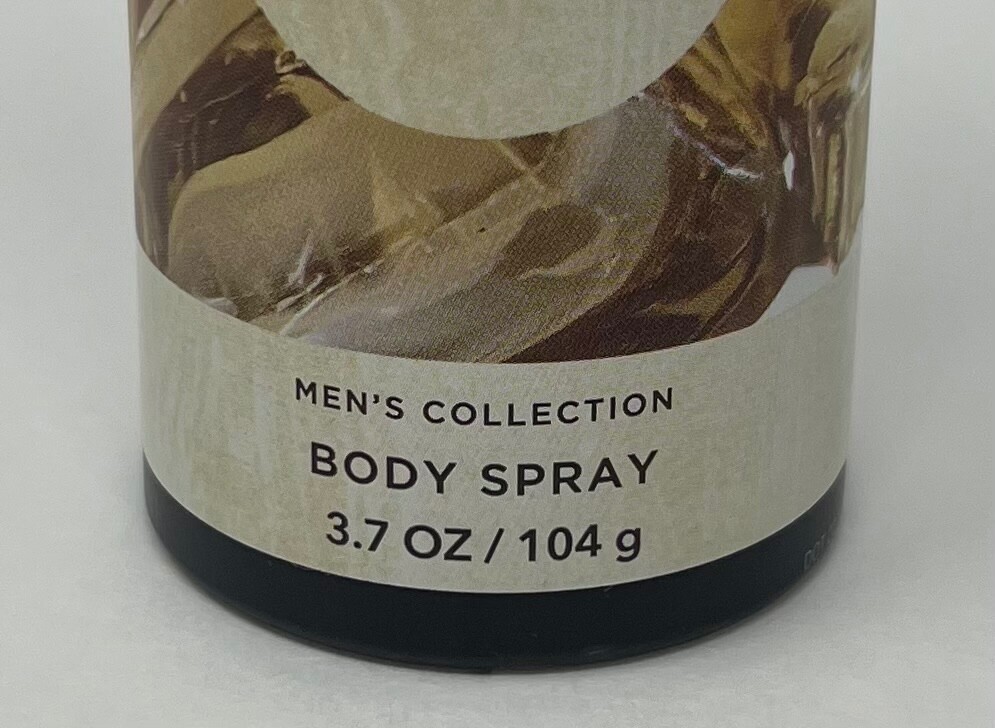 MEN'S COLLECTION
BODY SPRAY
3.7 OZ / 104 g